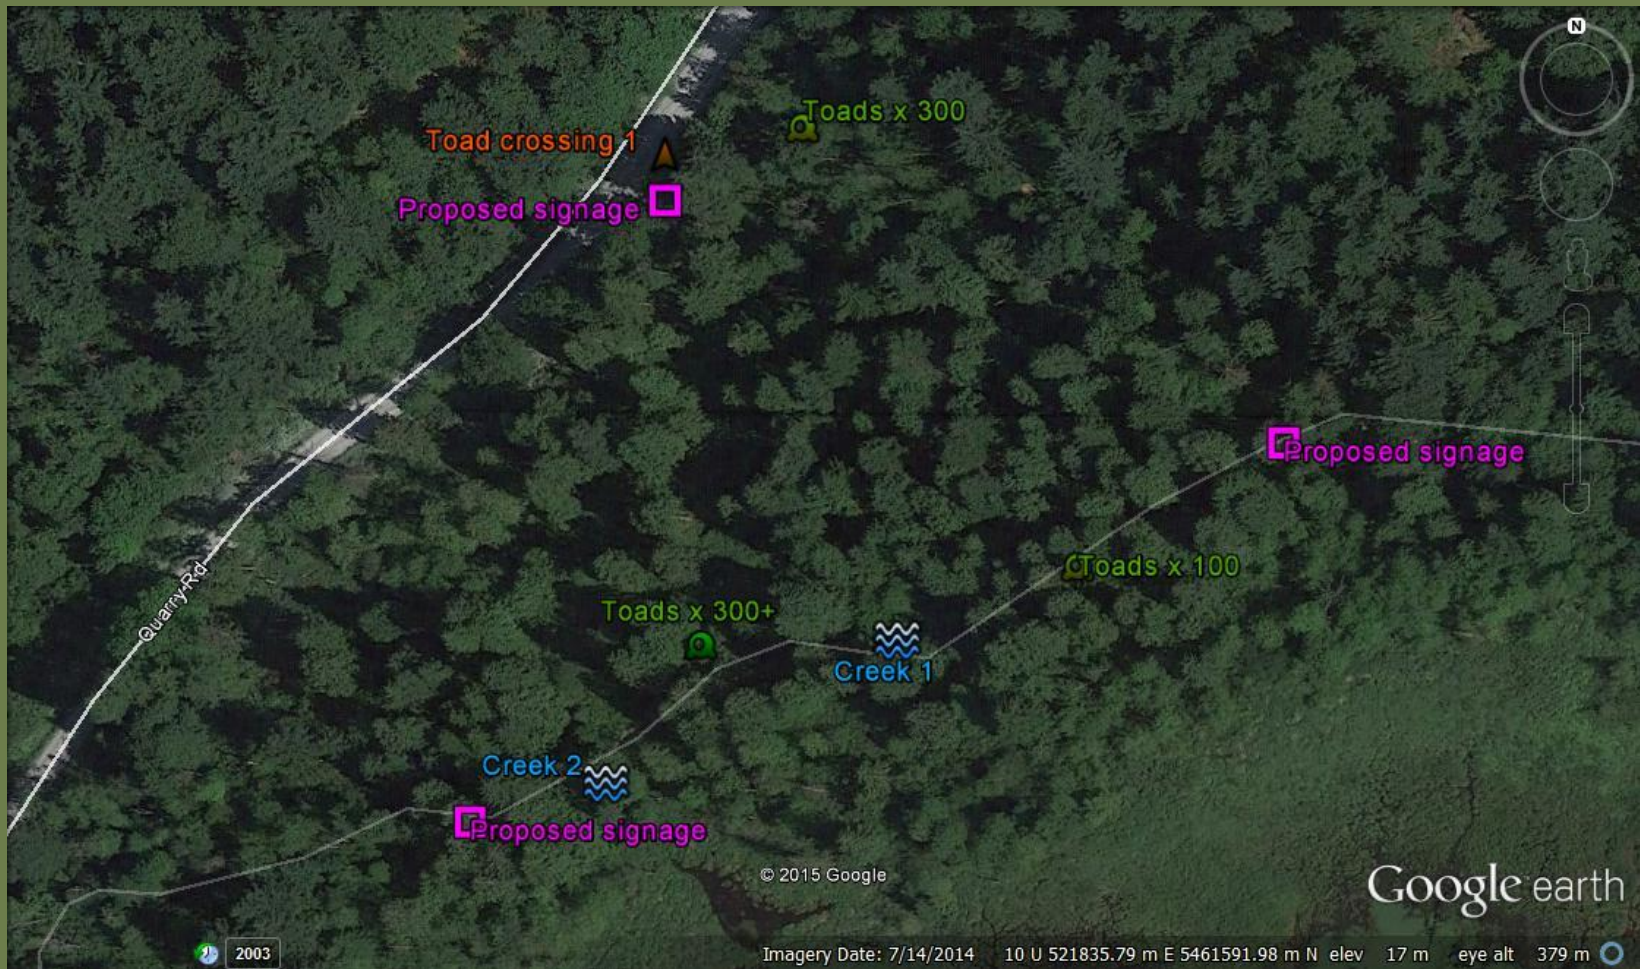 N
Toads x 300
Toad crossing 1
Proposed signage
Proposed signage
Toads x 100
Quarry Rd
Toads x 300+
Creek 1
Creek 2
Proposed signage
© 2015 Google
Google earth
2003
Imagery Date: 7/14/2014 10 U 521835.79 m E 5461591.98 m N elev 17 m eye alt 379 m